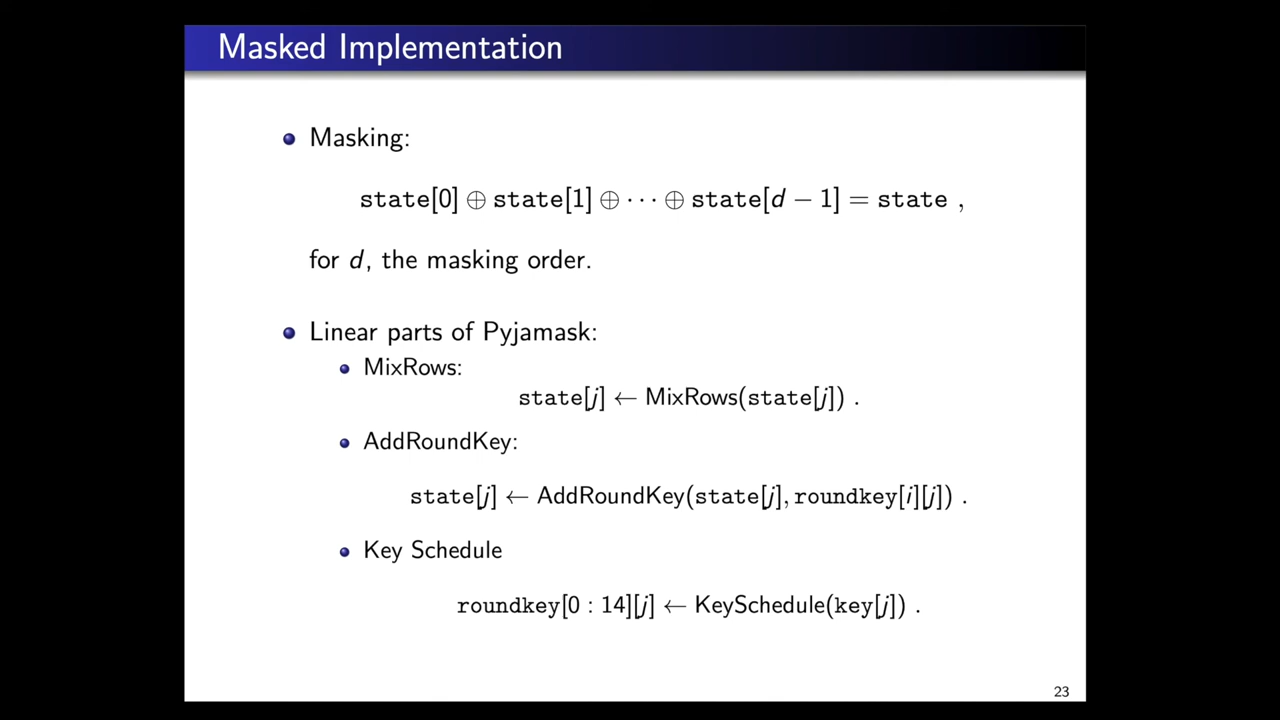 Masked Implementation
Masking:
state[0] ⊕ state[1] ⊕ · · · ⊕ state[d − 1] = state ,
for d, the masking order.
Linear parts of Pyjamask:
MixRows:
state[j] ← MixRows(state[j]) .
AddRoundKey:
state[j] ← AddRoundKey(state[j], roundkey[i][j]) .
Key Schedule
roundkey[0 : 14][j] ← KeySchedule(key[j]) .
23